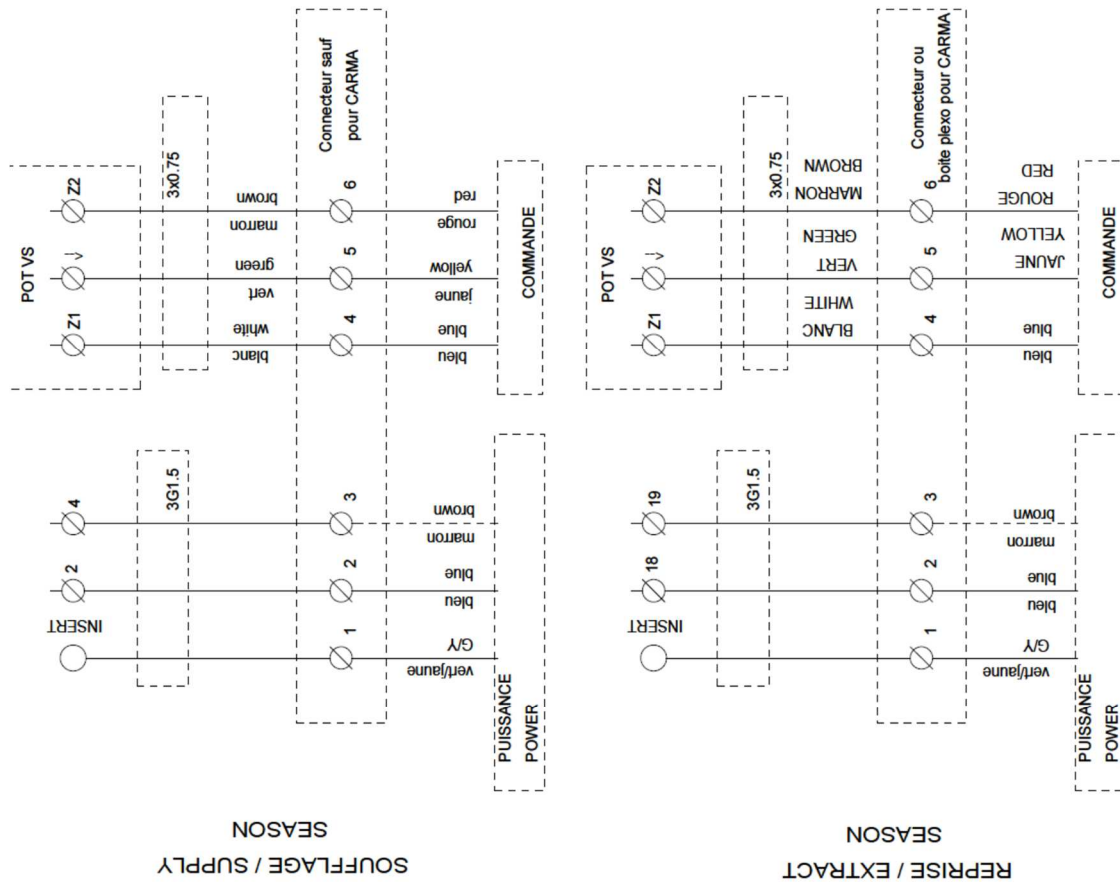 POT VS
Z1
√
Z2
3x0.75
blanc
white
vert
green
marron
brown
Connecteur sauf
pour CARMA
4
5
6
bleu
blue
jaune
yellow
rouge
red
COMMANDE
INSERT
2
4
3G1.5
1
2
3
vert/jaune
G/Y
bleu
blue
marron
brown
PUISSANCE
POWER
SOUFFLAGE / SUPPLY
SEASON
POT VS
Z1
√
Z2
3x0.75
BLANC
WHITE
VERT
GREEN
MARRON
BROWN
Connecteur ou
boite plexo pour CARMA
4
5
6
bleu
blue
JAUNE
YELLOW
ROUGE
RED
COMMANDE
INSERT
18
19
3G1.5
1
2
3
vert/jaune
G/Y
bleu
blue
marron
brown
PUISSANCE
POWER
REPRISE / EXTRACT
SEASON